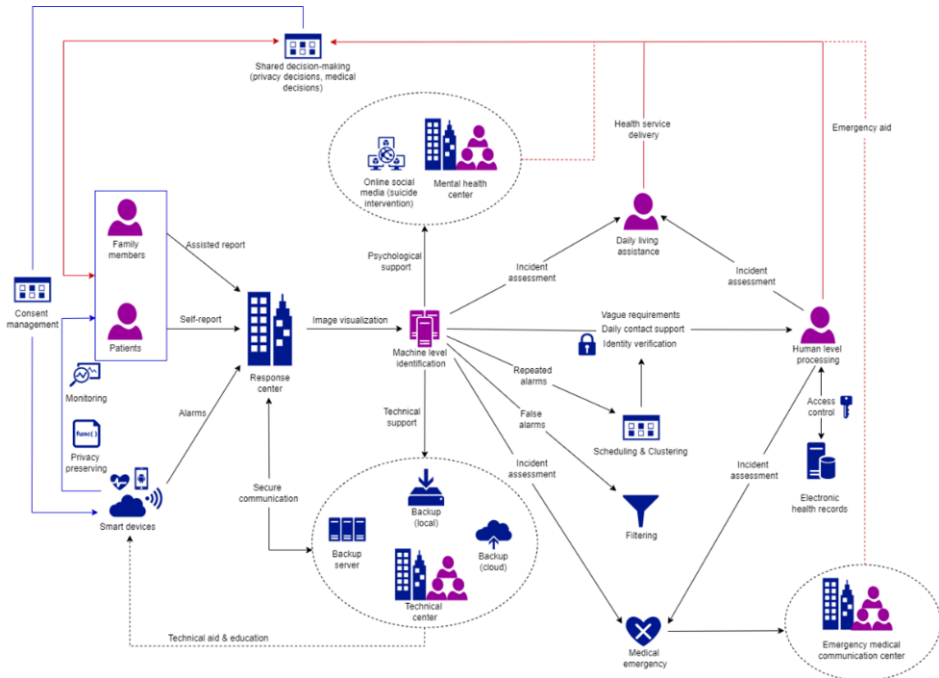 Shared decision-making
(privacy decisions, medical
decisions)
Health service
delivery
Emergency aid
Online social
media (suicide
intervention)
Mental health
center
Family
members
Assisted report
Daily living
assistance
Psychological
support
Incident
assessment
Incident
assessment
Consent
management
Patients
Self-report
Response
center
Image visualization
Machine level
identification
Vague requirements
Daily contact support
Identity verification
Human level
processing
Monitoring
Alarms
Repeated
alarms
Technical
support
False
alarms
Scheduling & Clustering
Access
control
func( )
Privacy
preserving
Incident
assessment
Incident
assessment
Electronic
health records
Smart devices
Secure
communication
Backup
(local)
Backup
server
Backup
(cloud)
Filtering
Technical
center
Technical aid & education
Medical
emergency
Emergency medical
communication center